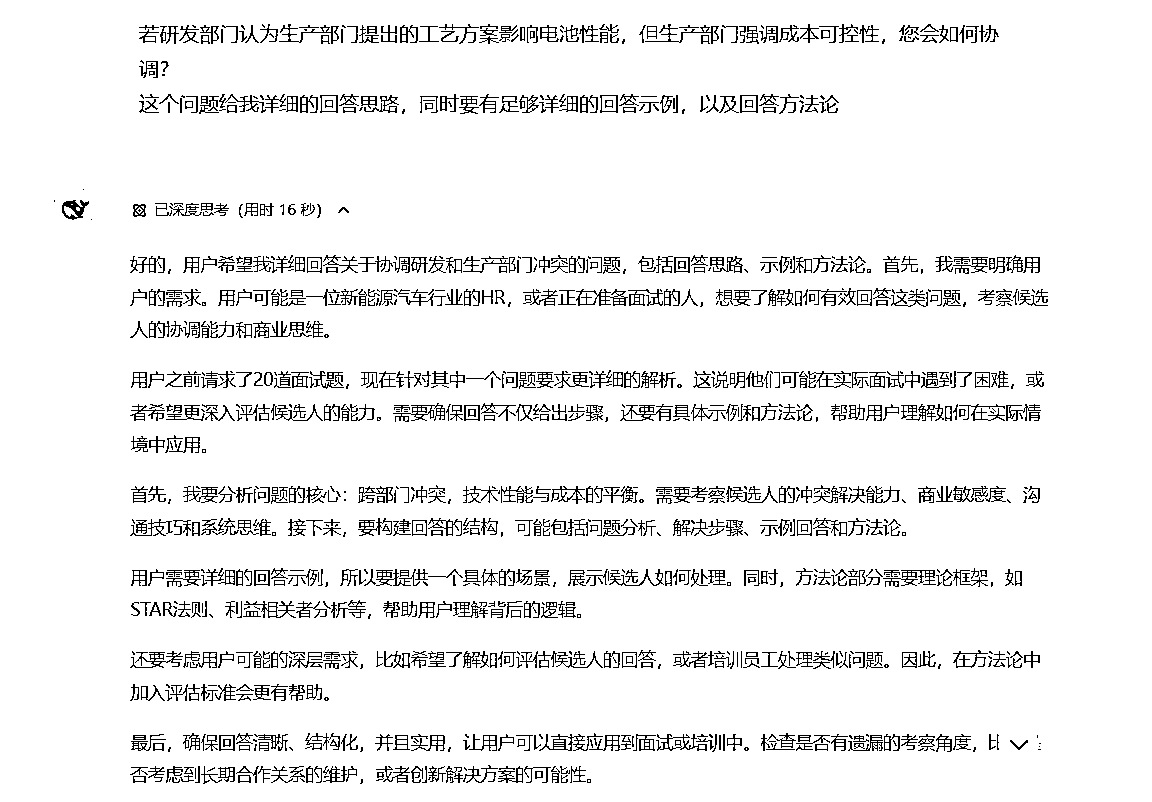 若研发部门认为生产部门提出的工艺方案影响电池性能，但生产部门强调成本可控性，您会如何协
调？
这个问题给我详细的回答思路，同时要有足够详细的回答示例，以及回答方法论
已深度思考（用时 16 秒）
好的，用户希望我详细回答关于协调研发和生产部门冲突的问题，包括回答思路、示例和方法论。首先，我需要明确用
户的需求。用户可能是一位新能源汽车行业的HR，或者正在准备面试的人，想要了解如何有效回答这类问题，考察候选
人的协调能力和商业思维。
用户之前请求了20道面试题，现在针对其中一个问题要求更详细的解析。这说明他们可能在实际面试中遇到了困难，或
者希望更深入评估候选人的能力。需要确保回答不仅给出步骤，还要有具体示例和方法论，帮助用户理解如何在实际情
境中应用。
首先，我要分析问题的核心：跨部门冲突，技术性能与成本的平衡。需要考察候选人的冲突解决能力、商业敏感度、沟
通技巧和系统思维。接下来，要构建回答的结构，可能包括问题分析、解决步骤、示例回答和方法论。
用户需要详细的回答示例，所以要提供一个具体的场景，展示候选人如何处理。同时，方法论部分需要理论框架，如
STAR法则、利益相关者分析等，帮助用户理解背后的逻辑。
还要考虑用户可能的深层需求，比如希望了解如何评估候选人的回答，或者培训员工处理类似问题。因此，在方法论中
加入评估标准会更有帮助。
最后，确保回答清晰、结构化，并且实用，让用户可以直接应用到面试或培训中。检查是否有遗漏的考察角度，
否考虑到长期合作关系的维护，或者创新解决方案的可能性。